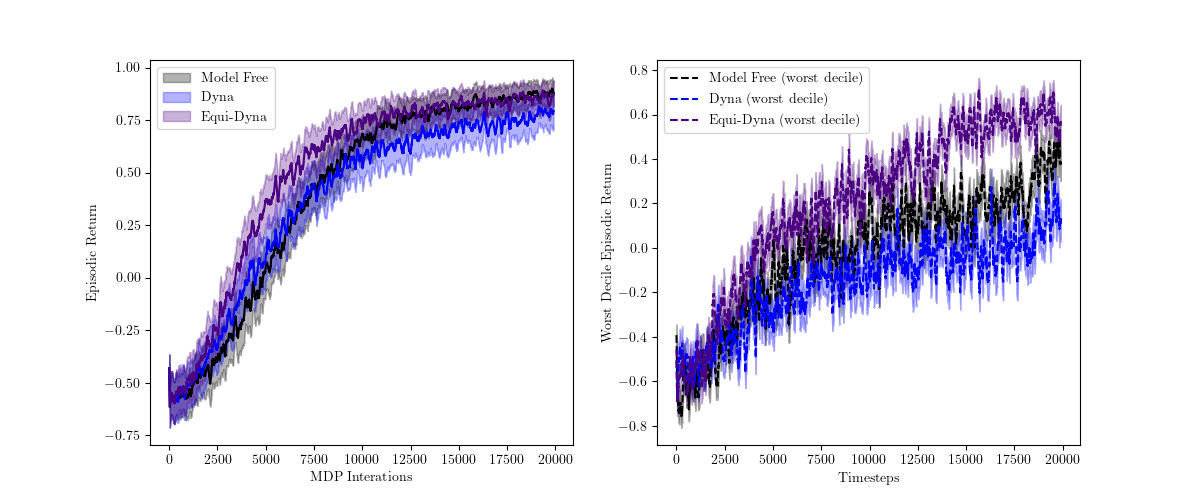 1.00
0.75
0.50
0.25
0.00
−0.25
−0.50
−0.75
Episodic Return
Model Free
Dyna
Equi-Dyna
0 2500 5000 7500 10000 12500 15000 17500 20000
MDP Interations
0.8
0.6
0.4
0.2
0.0
−0.2
−0.4
−0.6
−0.8
Worst Decile Episodic Return
Model Free (worst decile)
Dyna (worst decile)
Equi-Dyna (worst decile)
0 2500 5000 7500 10000 12500 15000 17500 20000
Timesteps